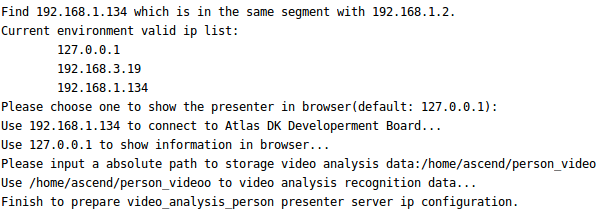 Find 192.168.1.134 which is in the same segment with 192.168.1.2.
Current environment valid ip list:
127.0.0.1
192.168.3.19
192.168.1.134
Please choose one to show the presenter in browser(default: 127.0.0.1):
Use 192.168.1.134 to connect to Atlas DK Developerment Board...
Use 127.0.0.1 to show information in browser...
Please input a absolute path to storage video analysis data:/home/ascend/person_video
Use /home/ascend/person_videoo to video analysis recognition data...
Finish to prepare video_analysis_person presenter server ip configuration.